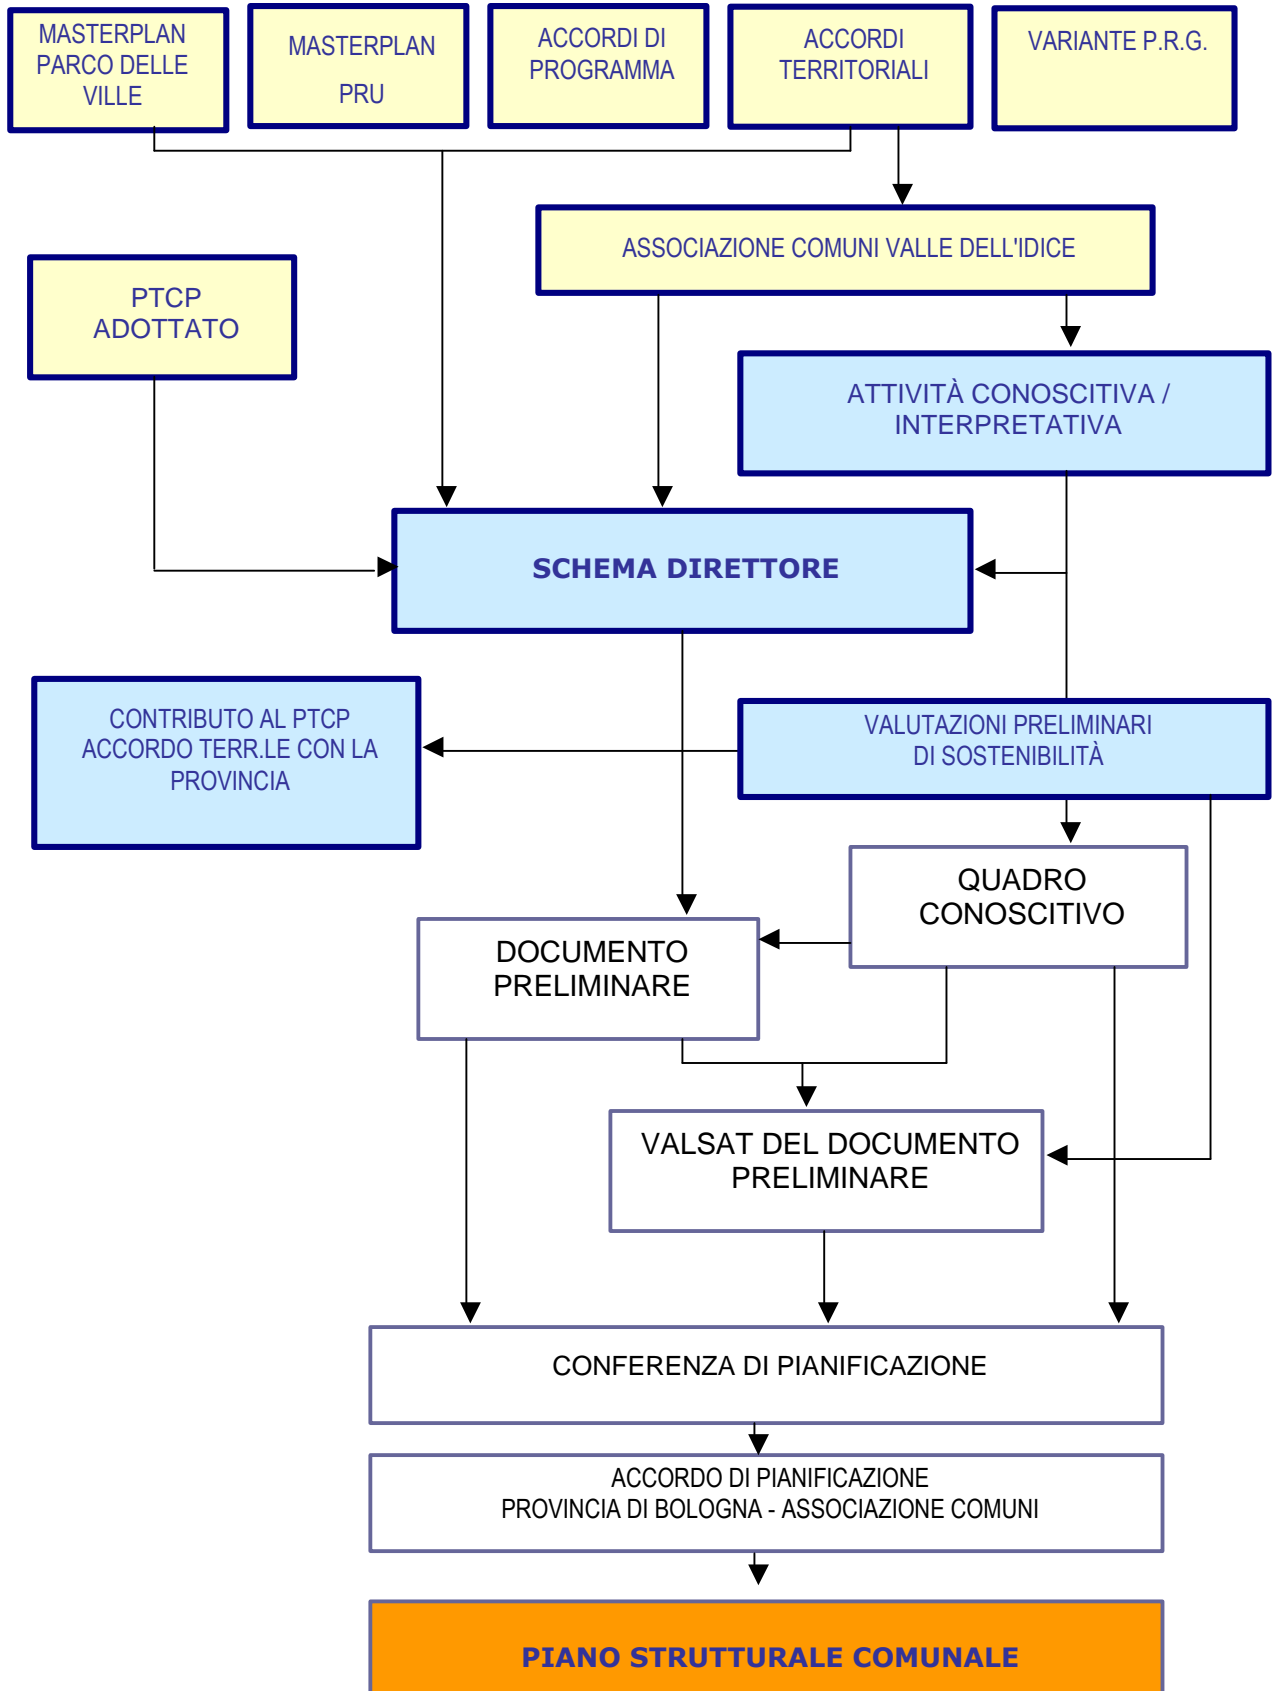 MASTERPLAN
PARCO DELLE
VILLE
MASTERPLAN
PRU
ACCORDI DI
PROGRAMMA
ACCORDI
TERRITORIALI
VARIANTE P.R.G.
ASSOCIAZIONE COMUNI VALLE DELL'IDICE
PTCP
ADOTTATO
ATTIVITÀ CONOSCITIVA /
INTERPRETATIVA
SCHEMA DIRETTORE
CONTRIBUTO AL PTCP
ACCORDO TERR.LE CON LA
PROVINCIA
VALUTAZIONI PRELIMINARI
DI SOSTENIBILITÀ
QUADRO
CONOSCITIVO
DOCUMENTO
PRELIMINARE
VALSAT DEL DOCUMENTO
PRELIMINARE
CONFERENZA DI PIANIFICAZIONE
ACCORDO DI PIANIFICAZIONE
PROVINCIA DI BOLOGNA - ASSOCIAZIONE COMUNI
PIANO STRUTTURALE COMUNALE